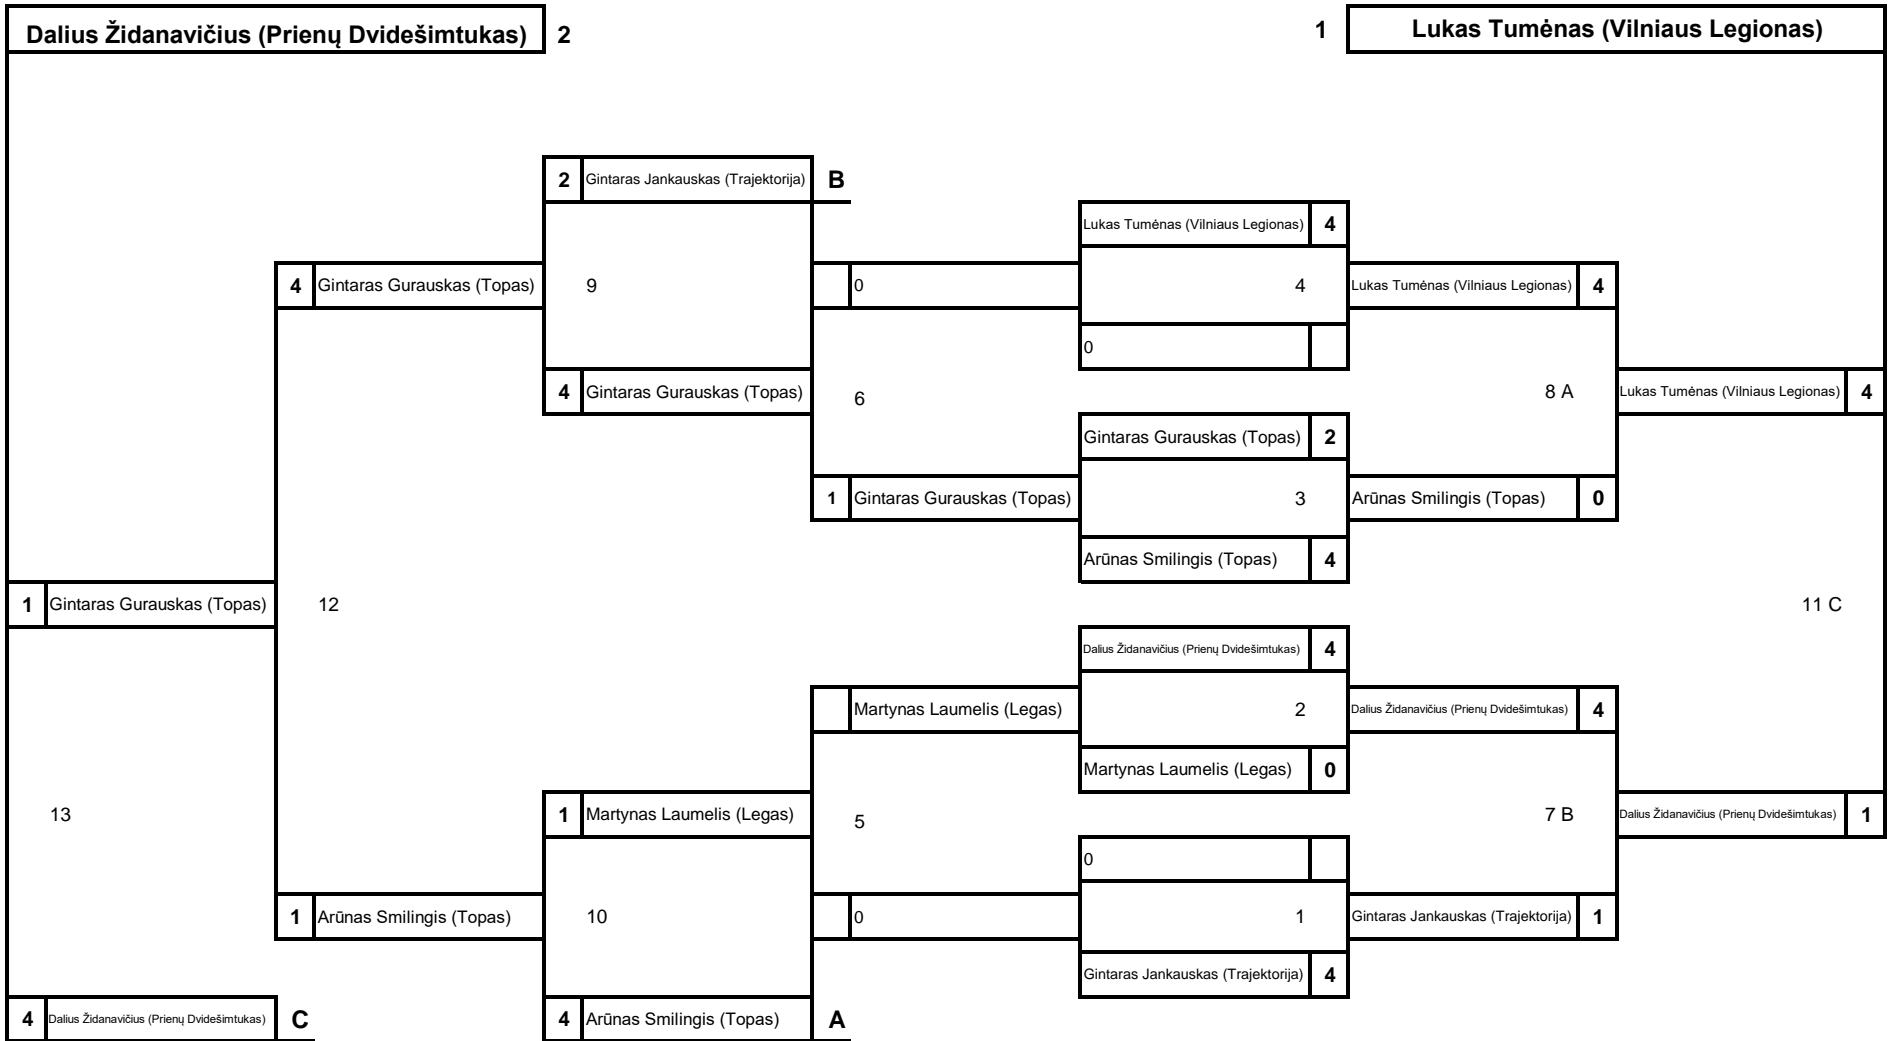 Dalius Židanavičius (Prienų Dvidešimtukas) 2
1 Lukas Tumėnas (Vilniaus Legionas)
2 Gintaras Jankauskas (Trajektorija) B
Lukas Tumėnas (Vilniaus Legionas) 4
4 Gintaras Gurauskas (Topas) 9 0 4 Lukas Tumėnas (Vilniaus Legionas) 4
0
4 Gintaras Gurauskas (Topas) 6 8 A Lukas Tumėnas (Vilniaus Legionas) 4
Gintaras Gurauskas (Topas) 2
1 Gintaras Gurauskas (Topas) 3 Arūnas Smilingis (Topas) 0
Arūnas Smilingis (Topas) 4
1 Gintaras Gurauskas (Topas) 12 11 C
Dalius Židanavičius (Prienų Dvidešimtukas) 4
Martynas Laumelis (Legas) 2 Dalius Židanavičius (Prienų Dvidešimtukas) 4
Martynas Laumelis (Legas) 0
13 1 Martynas Laumelis (Legas) 5 7 B Dalius Židanavičius (Prienų Dvidešimtukas) 1
0
1 Arūnas Smilingis (Topas) 10 0 1 Gintaras Jankauskas (Trajektorija) 1
Gintaras Jankauskas (Trajektorija) 4
4 Dalius Židanavičius (Prienų Dvidešimtukas) C 4 Arūnas Smilingis (Topas) A